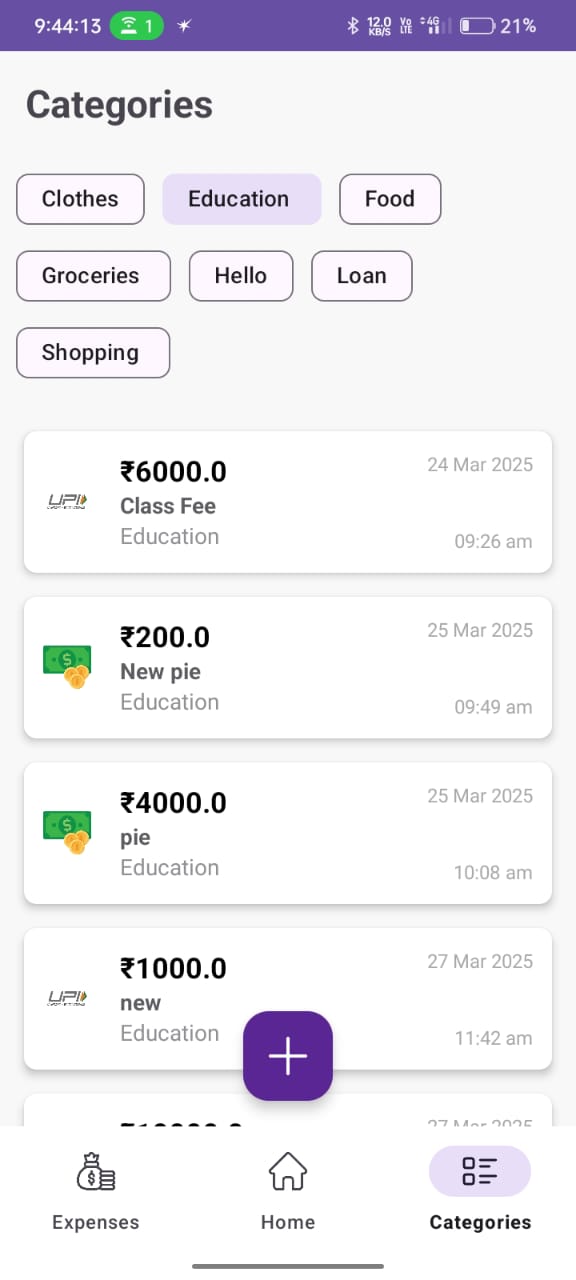 9:44:13 1 12.0 KB/S Vo LTE 4G 21%
Categories
Clothes Education Food
Groceries Hello Loan
Shopping
₹6000.0 24 Mar 2025
Class Fee
Education 09:26 am
UPI
₹200.0 25 Mar 2025
New pie
Education 09:49 am
₹4000.0 25 Mar 2025
pie
Education 10:08 am
₹1000.0 27 Mar 2025
new
UPI
Education 11:42 am
27 Mar 2025
Expenses Home Categories